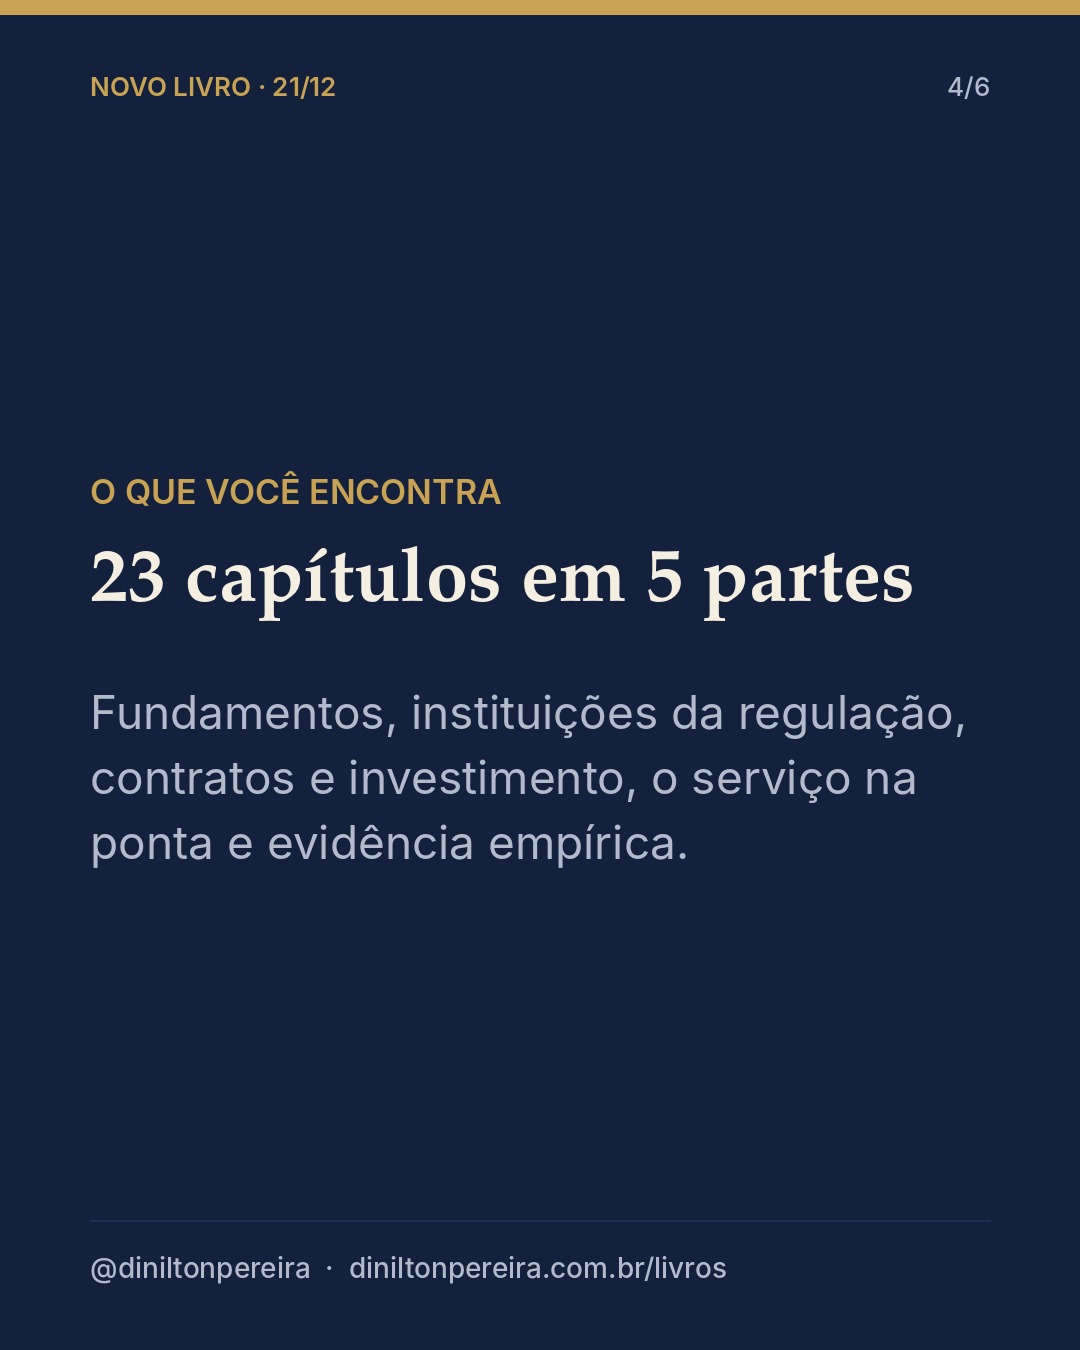 NOVO LIVRO · 21/12
4/6
O QUE VOCÊ ENCONTRA
23 capítulos em 5 partes
Fundamentos, instituições da regulação,
contratos e investimento, o serviço na
ponta e evidência empírica.
@diniltonpereira · diniltonpereira.com.br/livros